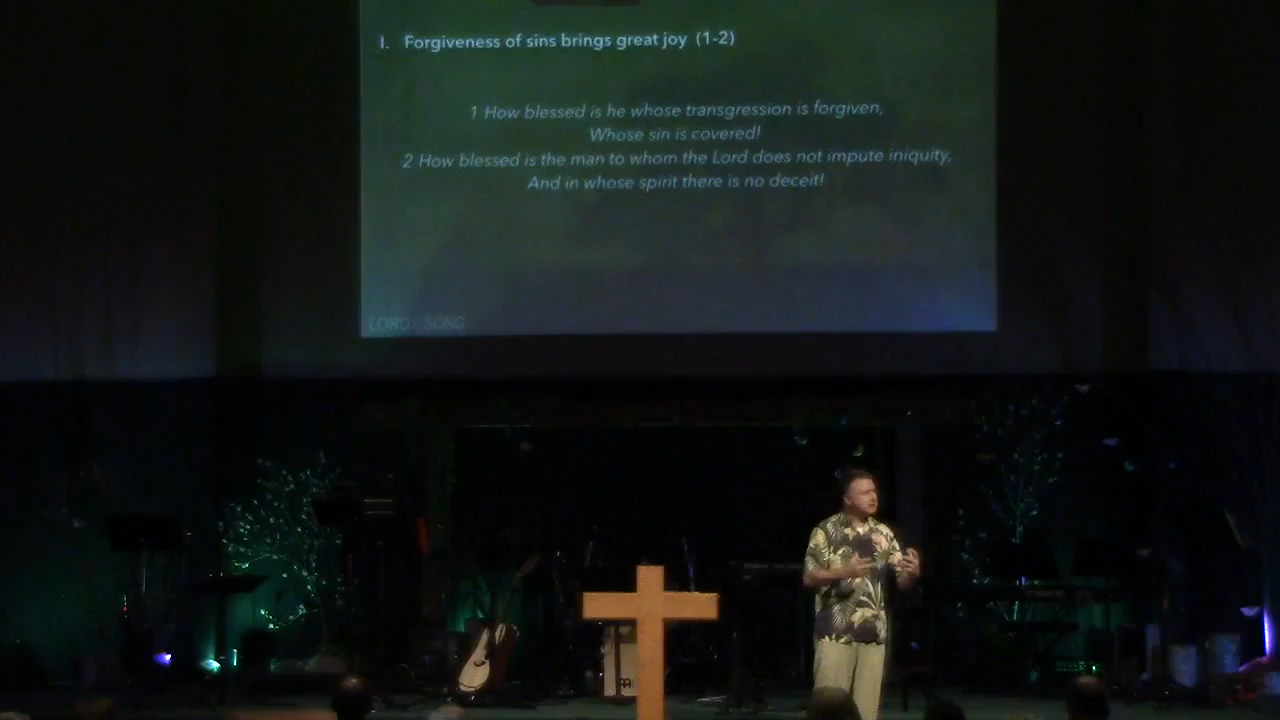 I. Forgiveness of sins brings great joy (1-2)
1 How blessed is he whose transgression is forgiven,
Whose sin is covered!
2 How blessed is the man to whom the Lord does not impute iniquity,
And in whose spirit there is no deceit!
LORD SONG